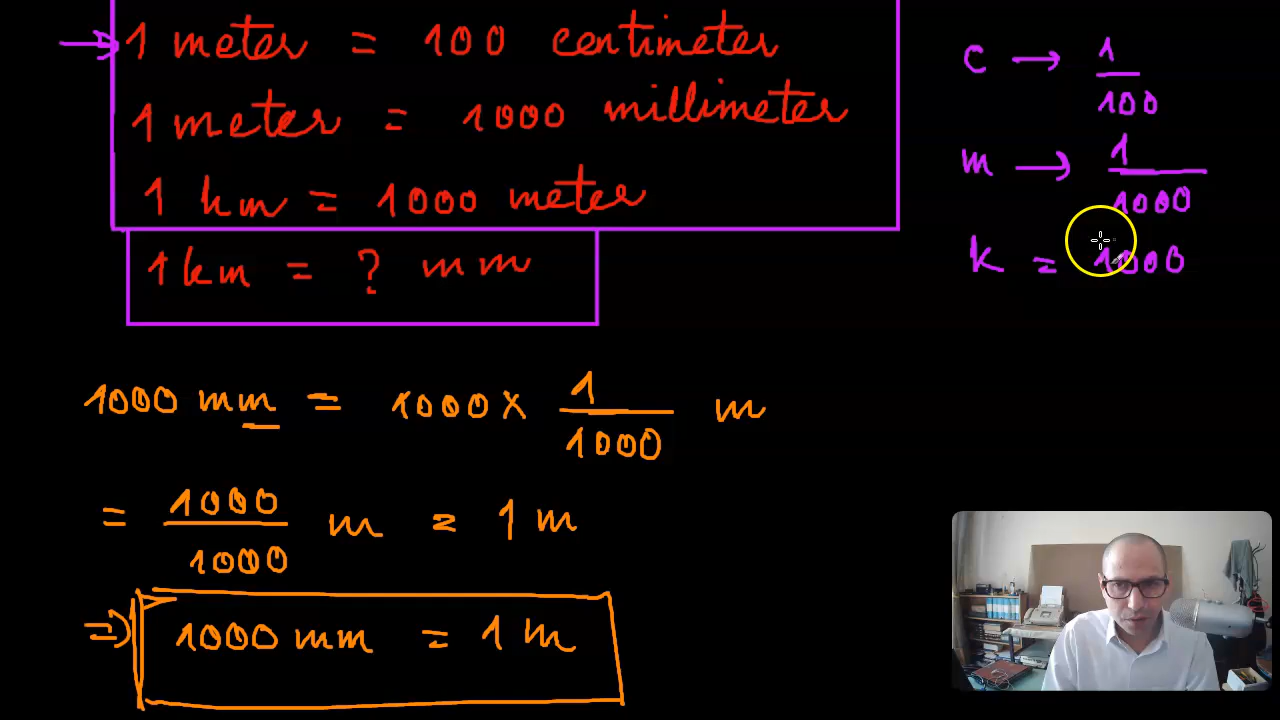 → 1 meter = 100 centimeter
1 meter = 1000 millimeter
1 km = 1000 meter
1 km = ? mm
c → 1/100
m → 1/1000
k = 1000
1000 mm = 1000 × 1/1000 m
= 1000/1000 m = 1 m
⇒ 1000 mm = 1 m